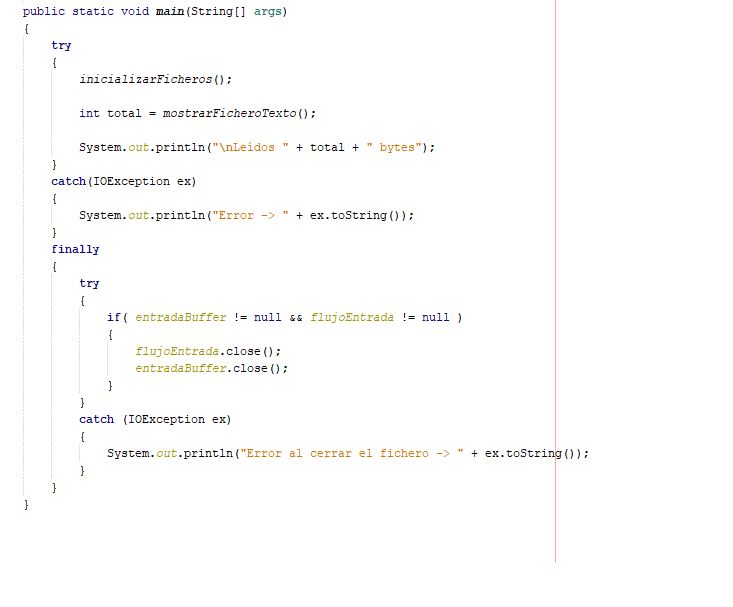 public static void main(String[] args)
{
    try
    {
        inicializarFicheros();

        int total = mostrarFicheroTexto();

        System.out.println("\nLeídos " + total + " bytes");
    }
    catch(IOException ex)
    {
        System.out.println("Error -> " + ex.toString());
    }
    finally
    {
        try
        {
            if( entradaBuffer != null && flujoEntrada != null )
            {
                flujoEntrada.close();
                entradaBuffer.close();
            }
        }
        catch (IOException ex)
        {
            System.out.println("Error al cerrar el fichero -> " + ex.toString());
        }
    }
}